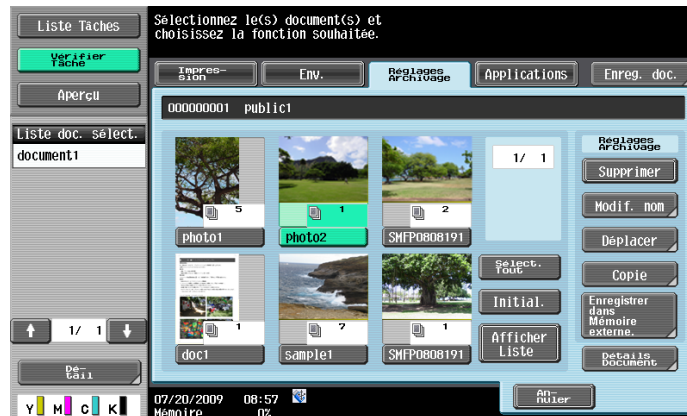 Liste Tâches
Vérifier
Tâche
Aperçu
Liste doc. sélect.
document1
1/ 1
Dé-
tail
Y M C K
Sélectionnez le(s) document(s) et
choisissez la fonction souhaitée.
Impres-
sion
Env.
Réglages
Archivage
Applications
Enreg. doc.
000000001 public1
5
photo1
1
photo2
2
SMFP0808191
1/ 1
1
doc1
7
sample1
1
SMFP0808191
Sélect.
Tout
Initial.
Afficher
Liste
Réglages
Archivage
Supprimer
Modif. nom
Déplacer
Copie
Enregistrer
dans
Mémoire
externe.
Détails
Document
An-
nuler
07/20/2009 08:57
Mémoire 0%